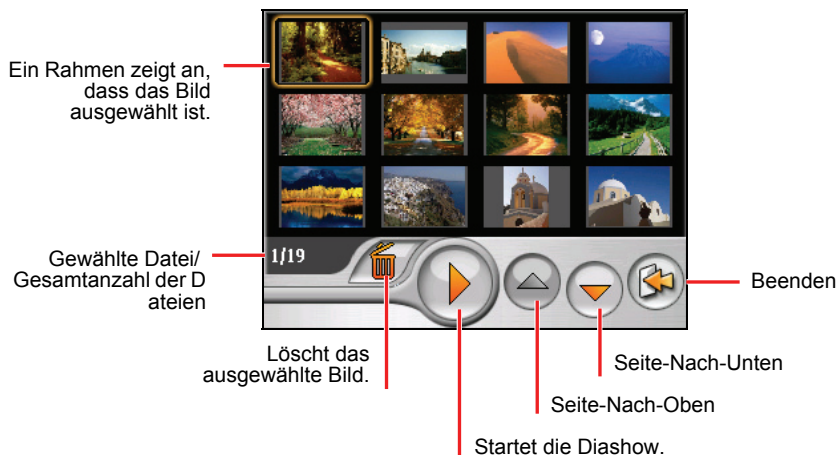 Ein Rahmen zeigt an,
dass das Bild
ausgewählt ist.
Gewählte Datei/
Gesamtanzahl der D
ateien
1/19
Beenden
Löscht das
ausgewählte Bild.
Seite-Nach-Unten
Seite-Nach-Oben
Startet die Diashow.